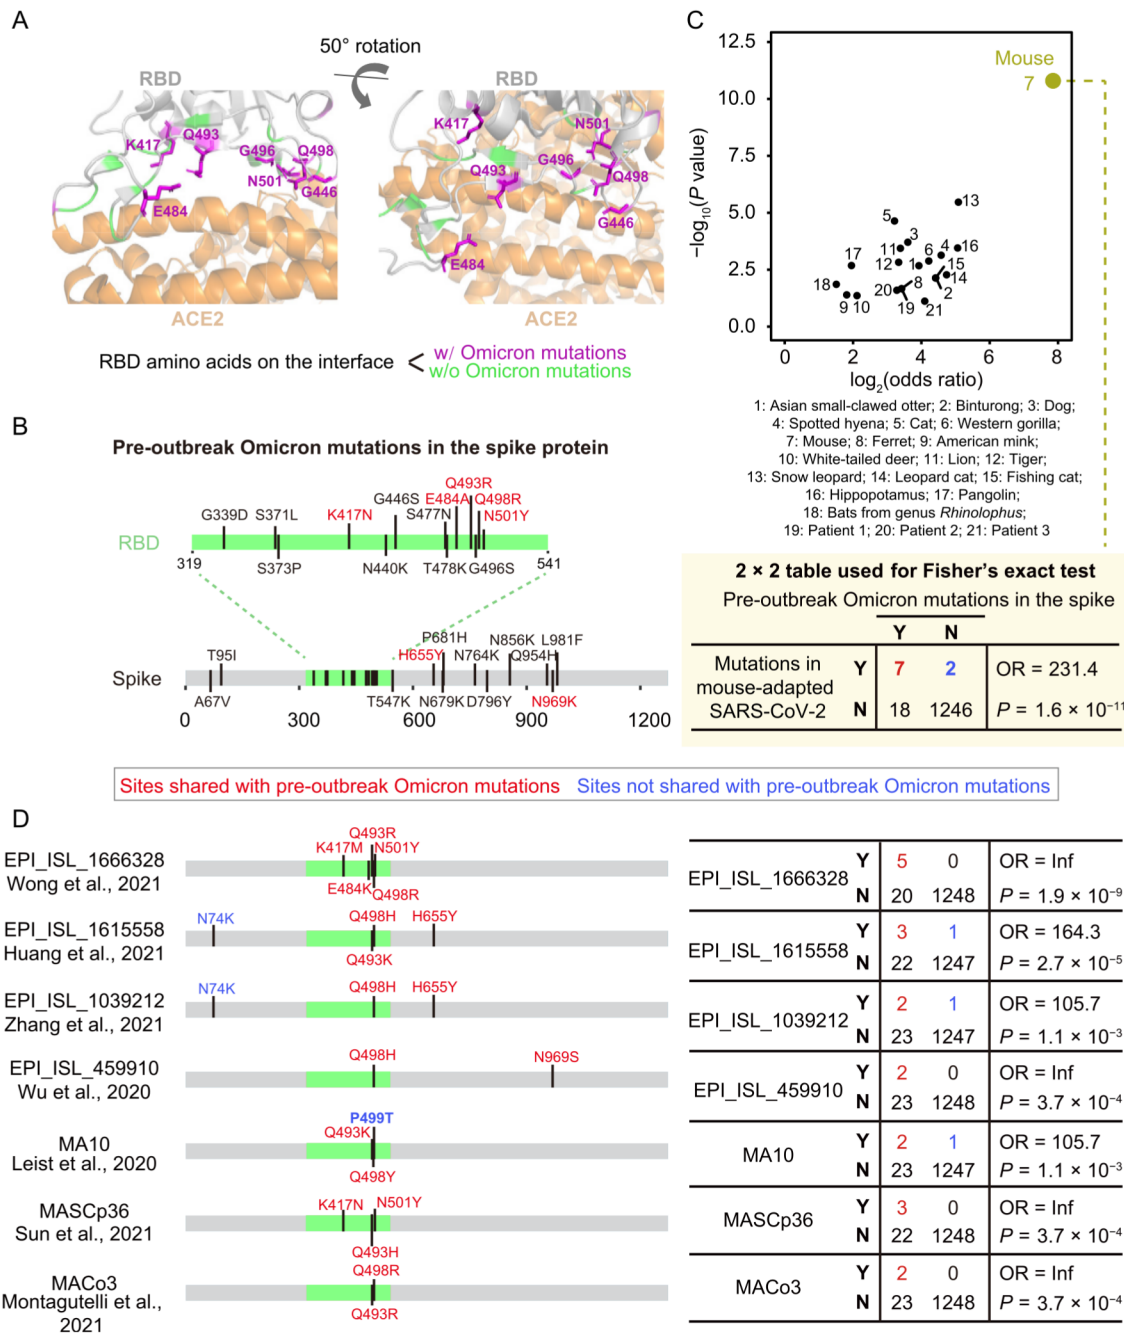 A
50° rotation
RBD
RBD
K417
Q493
G496
Q498
N501
G446
E484
K417
N501
Q493
G496
Q498
G446
E484
ACE2
ACE2
RBD amino acids on the interface < w/ Omicron mutations
w/o Omicron mutations
B
Pre-outbreak Omicron mutations in the spike protein
Q493R
G446S E484A Q498R
G339D S371L K417N S477N N501Y
RBD
319 S373P N440K T478K G496S 541
P681H N856K L981F
T95I H655Y N764K Q954H
Spike
A67V T547K N679K D796Y N969K
0 300 600 900 1200
C
12.5
10.0
7.5
5.0
2.5
0.0
−log10(P value)
Mouse
7
13
5
3
11
4
16
12
1
6
15
17
14
18
20
8
2
9
10
19
21
0 2 4 6 8
log2(odds ratio)
1: Asian small-clawed otter; 2: Binturong; 3: Dog;
4: Spotted hyena; 5: Cat; 6: Western gorilla;
7: Mouse; 8: Ferret; 9: American mink;
10: White-tailed deer; 11: Lion; 12: Tiger;
13: Snow leopard; 14: Leopard cat; 15: Fishing cat;
16: Hippopotamus; 17: Pangolin;
18: Bats from genus Rhinolophus;
19: Patient 1; 20: Patient 2; 21: Patient 3
2 × 2 table used for Fisher's exact test
Pre-outbreak Omicron mutations in the spike
Y N
Mutations in mouse-adapted SARS-CoV-2
Y 7 2 OR = 231.4
N 18 1246 P = 1.6 × 10−11
Sites shared with pre-outbreak Omicron mutations Sites not shared with pre-outbreak Omicron mutations
D
EPI_ISL_1666328
Wong et al., 2021
Q493R
K417M N501Y
E484K Q498R
EPI_ISL_1615558
Huang et al., 2021
N74K Q498H H655Y
Q493K
EPI_ISL_1039212
Zhang et al., 2021
N74K Q498H H655Y
EPI_ISL_459910
Wu et al., 2020
Q498H N969S
MA10
Leist et al., 2020
P499T
Q493K
Q498Y
MASCp36
Sun et al., 2021
K417N N501Y
Q493H
MACo3
Montagutelli et al.,
2021
Q498R
Q493R
EPI_ISL_1666328
Y 5 0 OR = Inf
N 20 1248 P = 1.9 × 10−9
EPI_ISL_1615558
Y 3 1 OR = 164.3
N 22 1247 P = 2.7 × 10−5
EPI_ISL_1039212
Y 2 1 OR = 105.7
N 23 1247 P = 1.1 × 10−3
EPI_ISL_459910
Y 2 0 OR = Inf
N 23 1248 P = 3.7 × 10−4
MA10
Y 2 1 OR = 105.7
N 23 1247 P = 1.1 × 10−3
MASCp36
Y 3 0 OR = Inf
N 22 1248 P = 3.7 × 10−4
MACo3
Y 2 0 OR = Inf
N 23 1248 P = 3.7 × 10−4